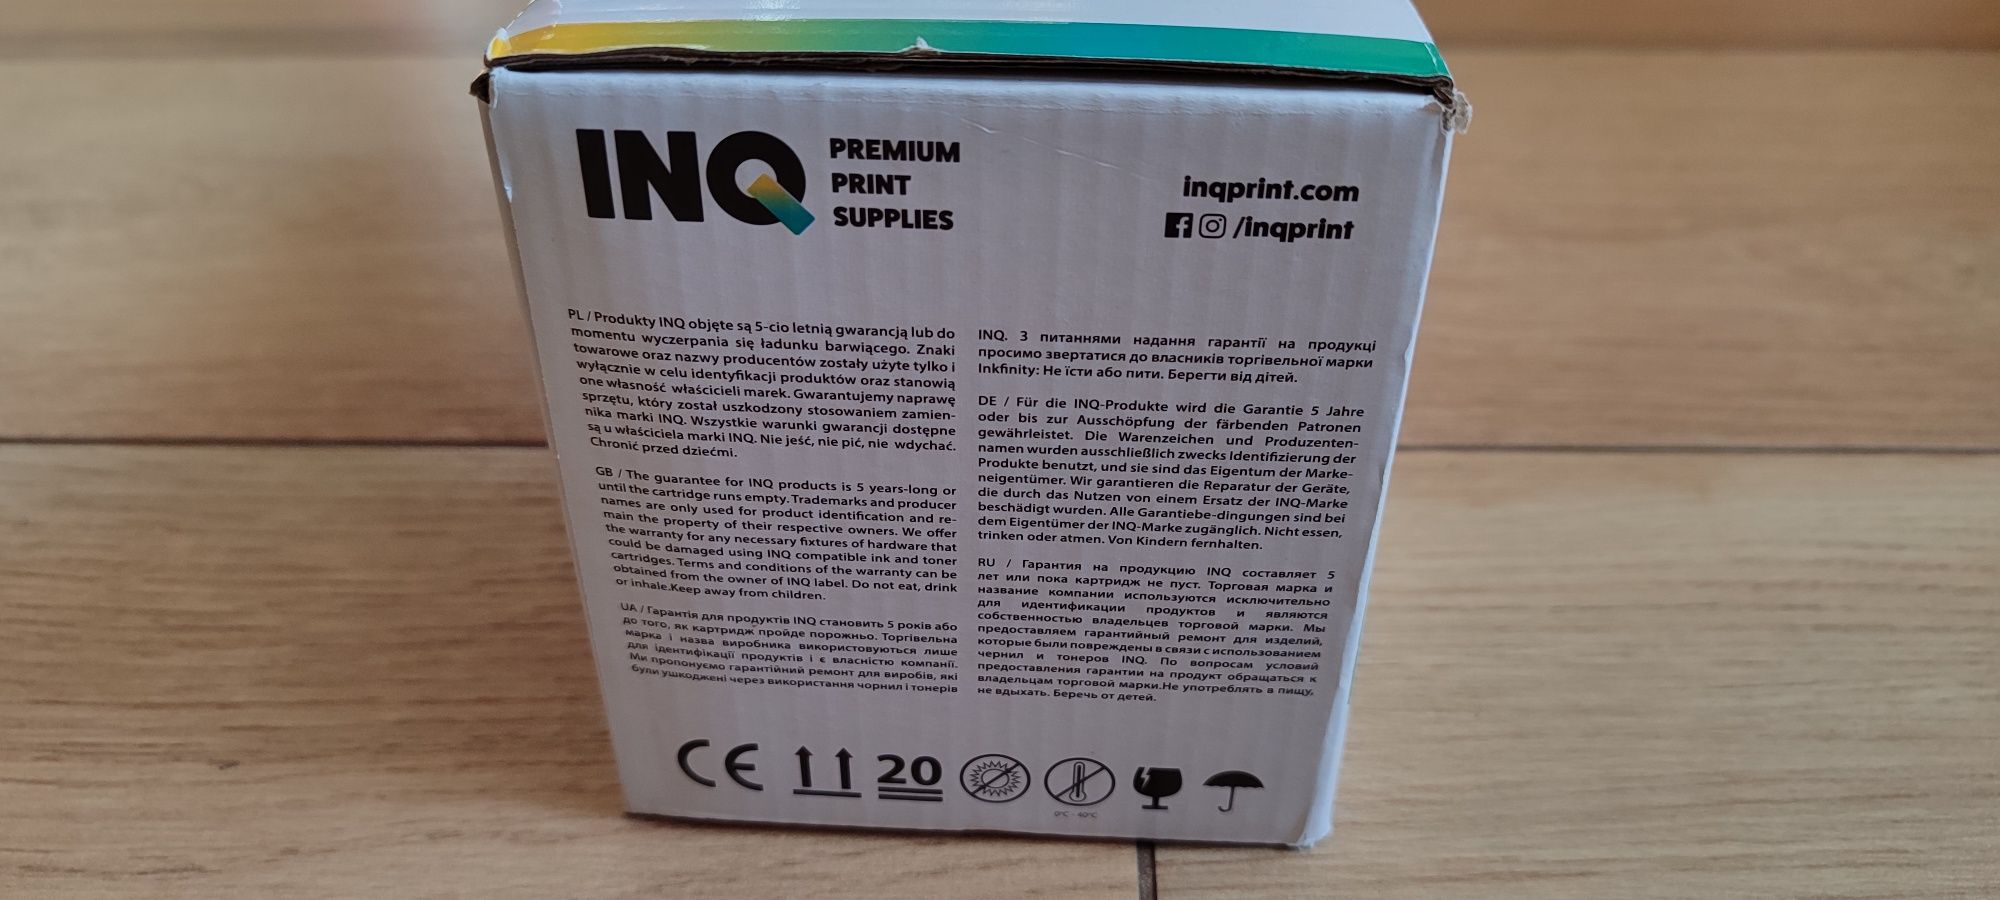 INQ
PREMIUM
PRINT
SUPPLIES
inqprint.com
/inqprint
PL / Produkty INQ objęte są 5-cio letnią gwarancją lub do
momentu wyczerpania się ładunku barwiącego. Znaki
towarowe oraz nazwy producentów zostały użyte tylko i
wyłącznie w celu identyfikacji produktów oraz stanowią
one własność właścicieli marek. Gwarantujemy naprawę
sprzętu, który został uszkodzony stosowaniem zamien-
nika marki INQ. Wszystkie warunki gwarancji dostępne
są u właściciela marki INQ. Nie jeść, nie pić, nie wdychać.
Chronić przed dziećmi.
GB / The guarantee for INQ products is 5 years-long or
until the cartridge runs empty. Trademarks and producer
names are only used for product identification and re-
main the property of their respective owners. We offer
the warranty for any necessary fixtures of hardware that
could be damaged using INQ compatible ink and toner
cartridges. Terms and conditions of the warranty can be
obtained from the owner of INQ label. Do not eat, drink
or inhale.Keep away from children.
UA / Гарантія для продуктів INQ становить 5 років або
до того, як картридж пройде порожньо. Торгівельна
марка і назва виробника використовуються лише
для ідентифікації продуктів і є власністю компанії.
Ми пропонуємо гарантійний ремонт для виробів, які
були ушкоджені через використання чорнил і тонерів
INQ. З питаннями надання гарантії на продукці
просимо звертатися до власників торгівельної марки
Inkfinity: Не їсти або пити. Берегти від дітей.
DE / Für die INQ-Produkte wird die Garantie 5 Jahre
oder bis zur Ausschöpfung der färbenden Patronen
gewährleistet. Die Warenzeichen und Produzenten-
namen wurden ausschließlich zwecks Identifizierung der
Produkte benutzt, und sie sind das Eigentum der Marke-
neigentümer. Wir garantieren die Reparatur der Geräte,
die durch das Nutzen von einem Ersatz der INQ-Marke
beschädigt wurden. Alle Garantiebe-dingungen sind bei
dem Eigentümer der INQ-Marke zugänglich. Nicht essen,
trinken oder atmen. Von Kindern fernhalten.
RU / Гарантия на продукцию INQ составляет 5
лет или пока картридж не пуст. Торговая марка и
название компании используются исключительно
для идентификации продуктов и являются
собственностью владельцев торговой марки. Мы
предоставляем гарантийный ремонт для изделий,
которые были повреждены в связи с использованием
чернил и тонеров INQ. По вопросам условий
предоставления гарантии на продукт обращаться к
владельцам торговой марки.Не употреблять в пищу,
не вдыхать. Беречь от детей.
CE
20
0°C - 40°C